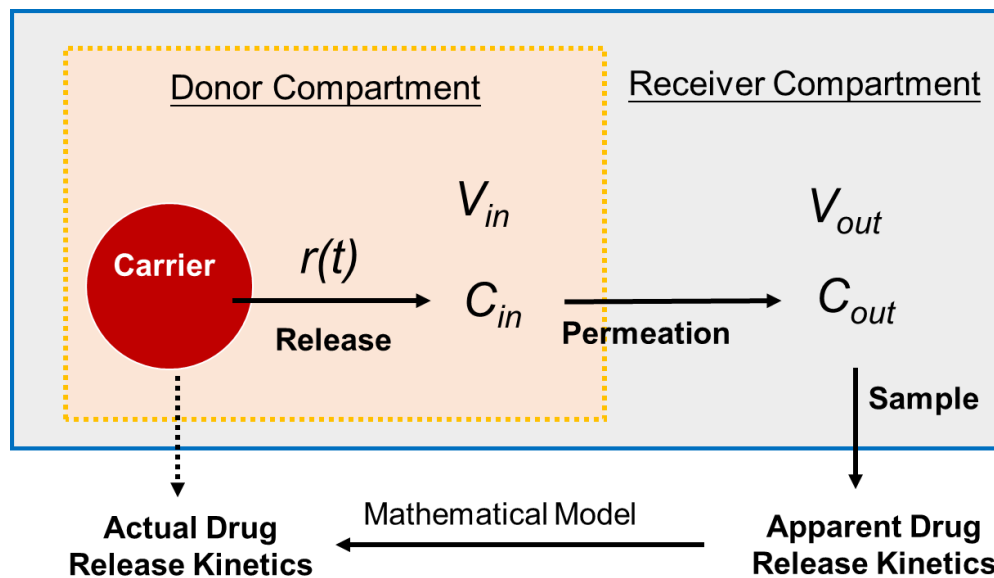 Donor Compartment
Receiver Compartment
Carrier
r(t)
Release
V_in
C_in
Permeation
V_out
C_out
Sample
Actual Drug
Release Kinetics
Mathematical Model
Apparent Drug
Release Kinetics